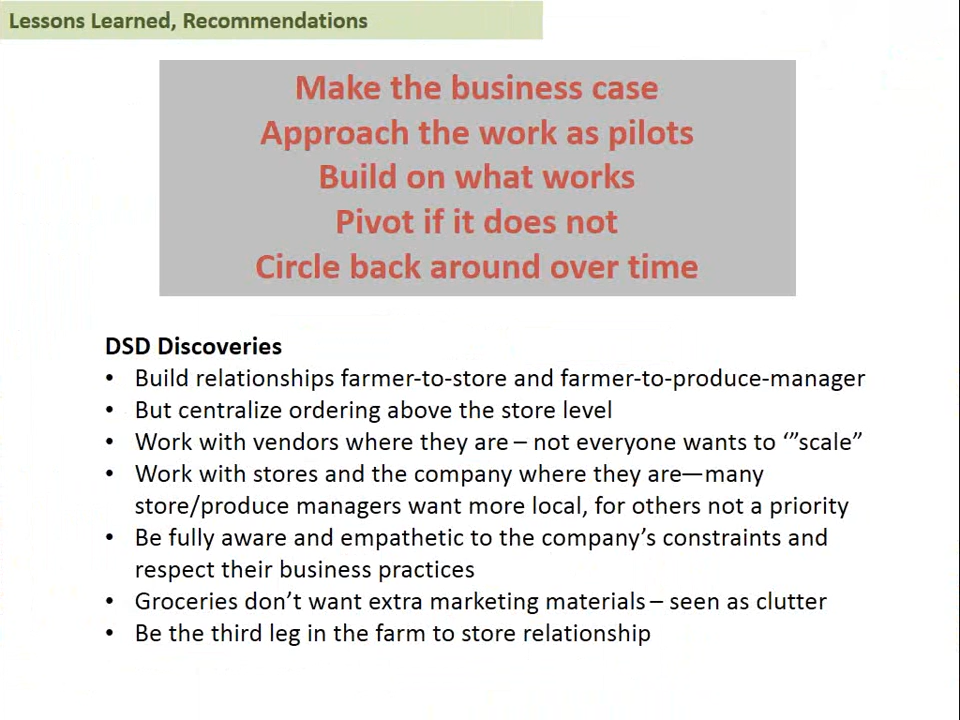 Lessons Learned, Recommendations
Make the business case
Approach the work as pilots
Build on what works
Pivot if it does not
Circle back around over time
DSD Discoveries
• Build relationships farmer-to-store and farmer-to-produce-manager
• But centralize ordering above the store level
• Work with vendors where they are – not everyone wants to ‘”scale”
• Work with stores and the company where they are—many
store/produce managers want more local, for others not a priority
• Be fully aware and empathetic to the company’s constraints and
respect their business practices
• Groceries don’t want extra marketing materials – seen as clutter
• Be the third leg in the farm to store relationship